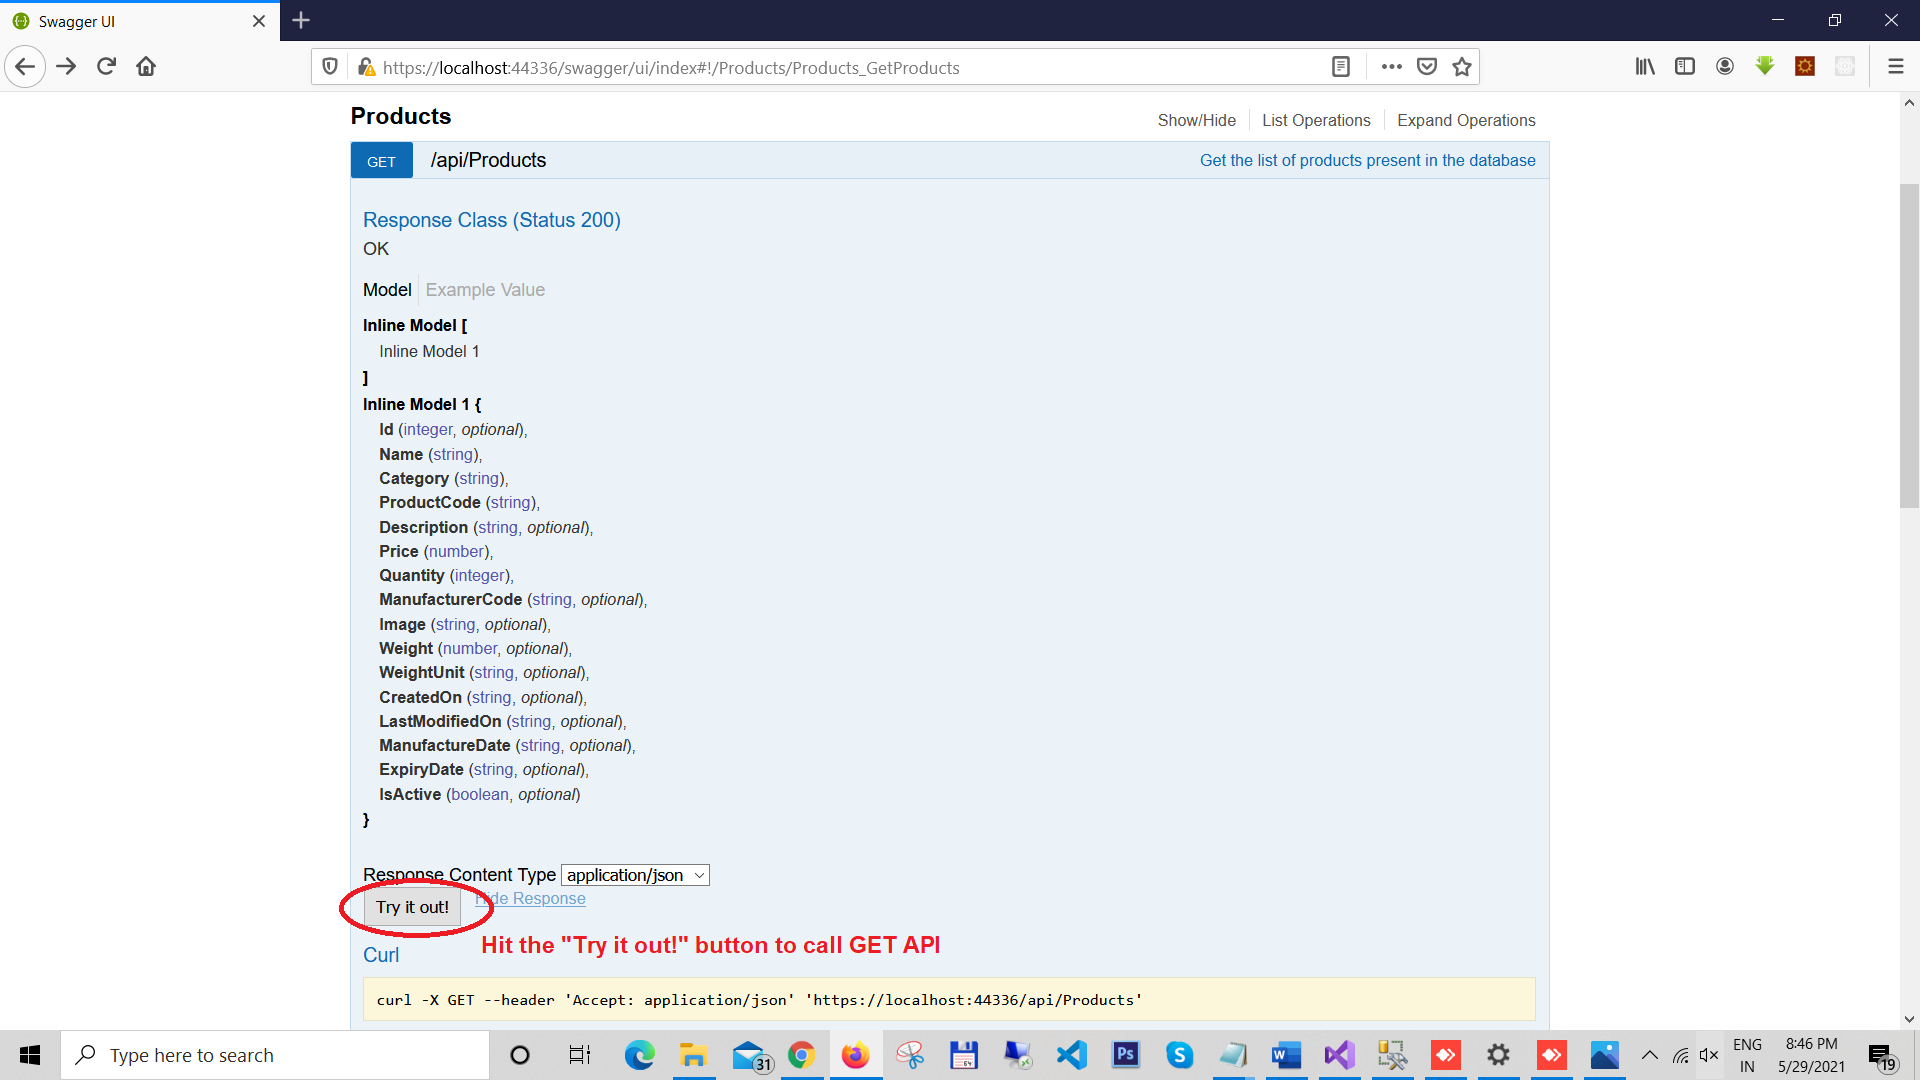 Swagger UI
https://localhost:44336/swagger/ui/index#!/Products/Products_GetProducts
Products
Show/Hide
List Operations
Expand Operations
GET
/api/Products
Get the list of products present in the database
Response Class (Status 200)
OK
Model
Example Value
Inline Model [
Inline Model 1
]
Inline Model 1 {
Id (integer, optional),
Name (string),
Category (string),
ProductCode (string),
Description (string, optional),
Price (number),
Quantity (integer),
ManufacturerCode (string, optional),
Image (string, optional),
Weight (number, optional),
WeightUnit (string, optional),
CreatedOn (string, optional),
LastModifiedOn (string, optional),
ManufactureDate (string, optional),
ExpiryDate (string, optional),
IsActive (boolean, optional)
}
Response Content Type application/json
Try it out!
Hide Response
Hit the "Try it out!" button to call GET API
Curl
curl -X GET --header 'Accept: application/json' 'https://localhost:44336/api/Products'
Type here to search
31
Ps
S
W
ENG
IN
8:46 PM
5/29/2021
19